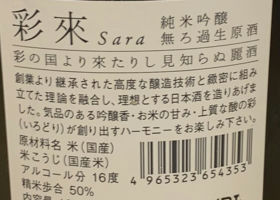 彩來 Sara 純米吟醸
無ろ過生原酒
彩の国より來たりし見知らぬ麗酒
創業より継承された高度な醸造技術と緻密に組み
立てた理論を融合し、理想とする日本酒を造りあげま
した。気品のある吟醸香・お米の甘み・上質な酸の彩
(いろどり)が創り出すハーモニーをお楽しみ下さい。
原材料名 米(国産)
米こうじ(国産米)
アルコール分 16度
精米歩合 50%
4 965323 654353